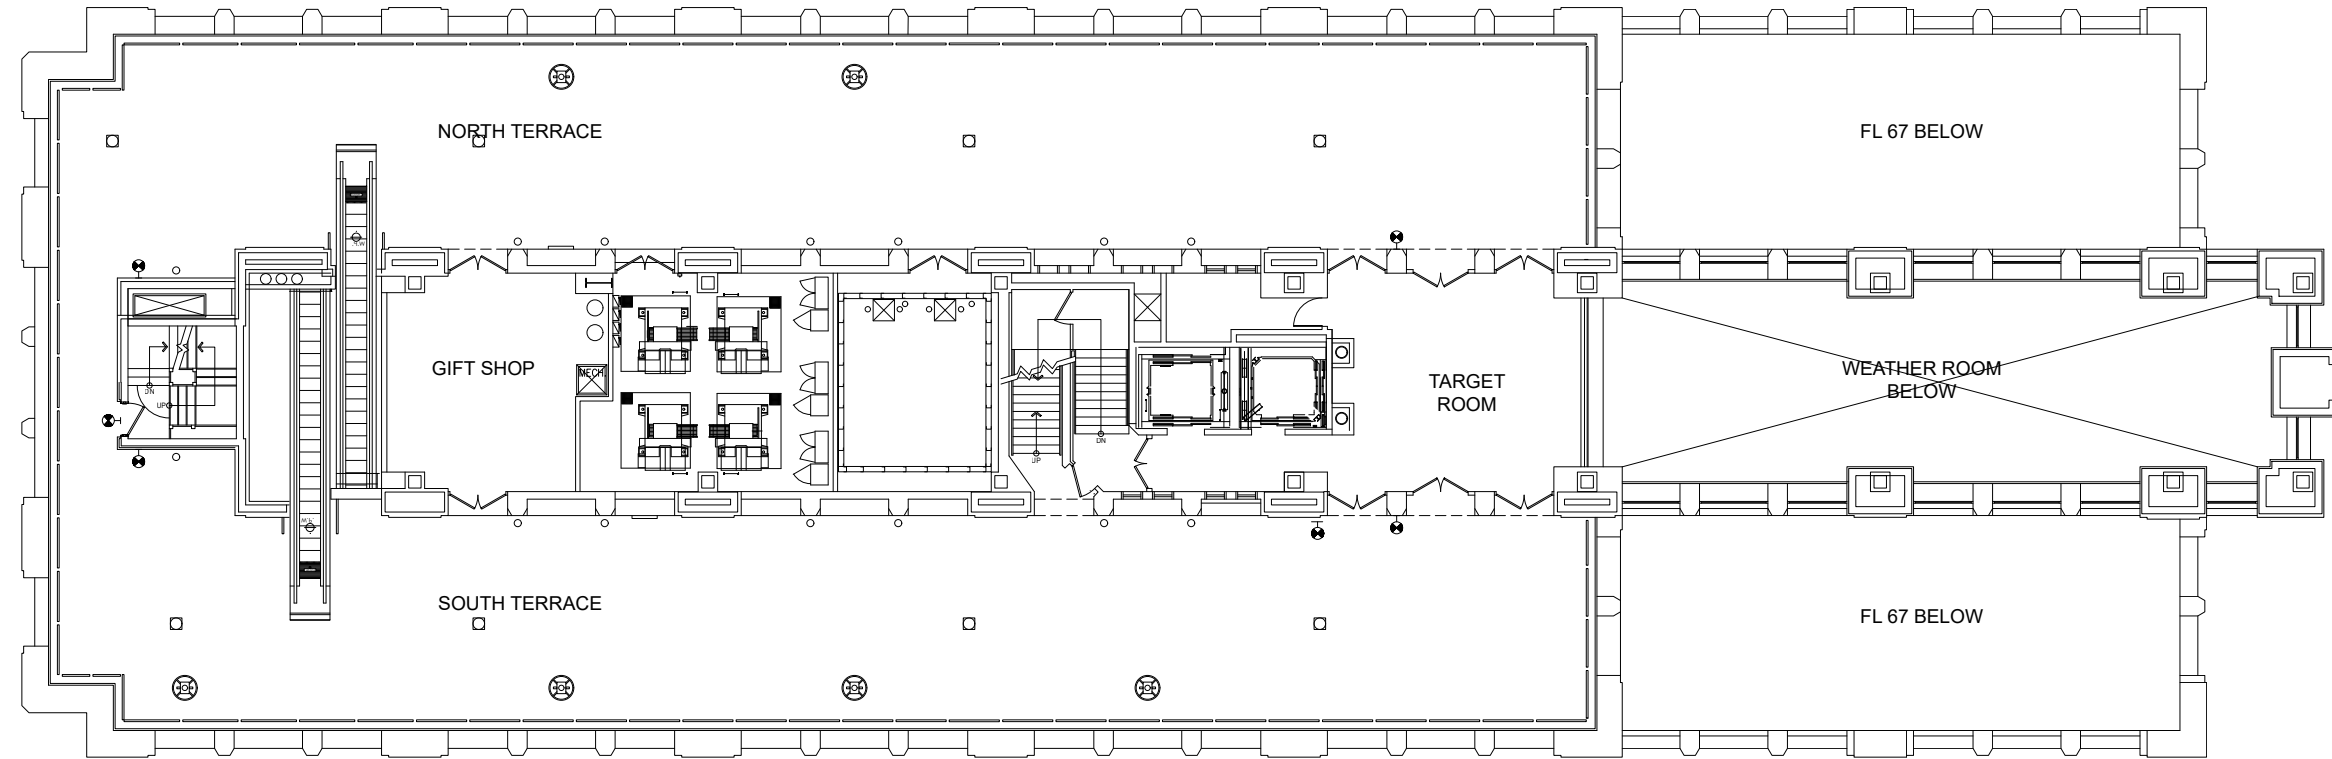 NORTH TERRACE
FL 67 BELOW
W.P.
GIFT SHOP
MECH.
TARGET
ROOM
WEATHER ROOM
BELOW
DN
UP
DN
UP
W.P.
SOUTH TERRACE
FL 67 BELOW